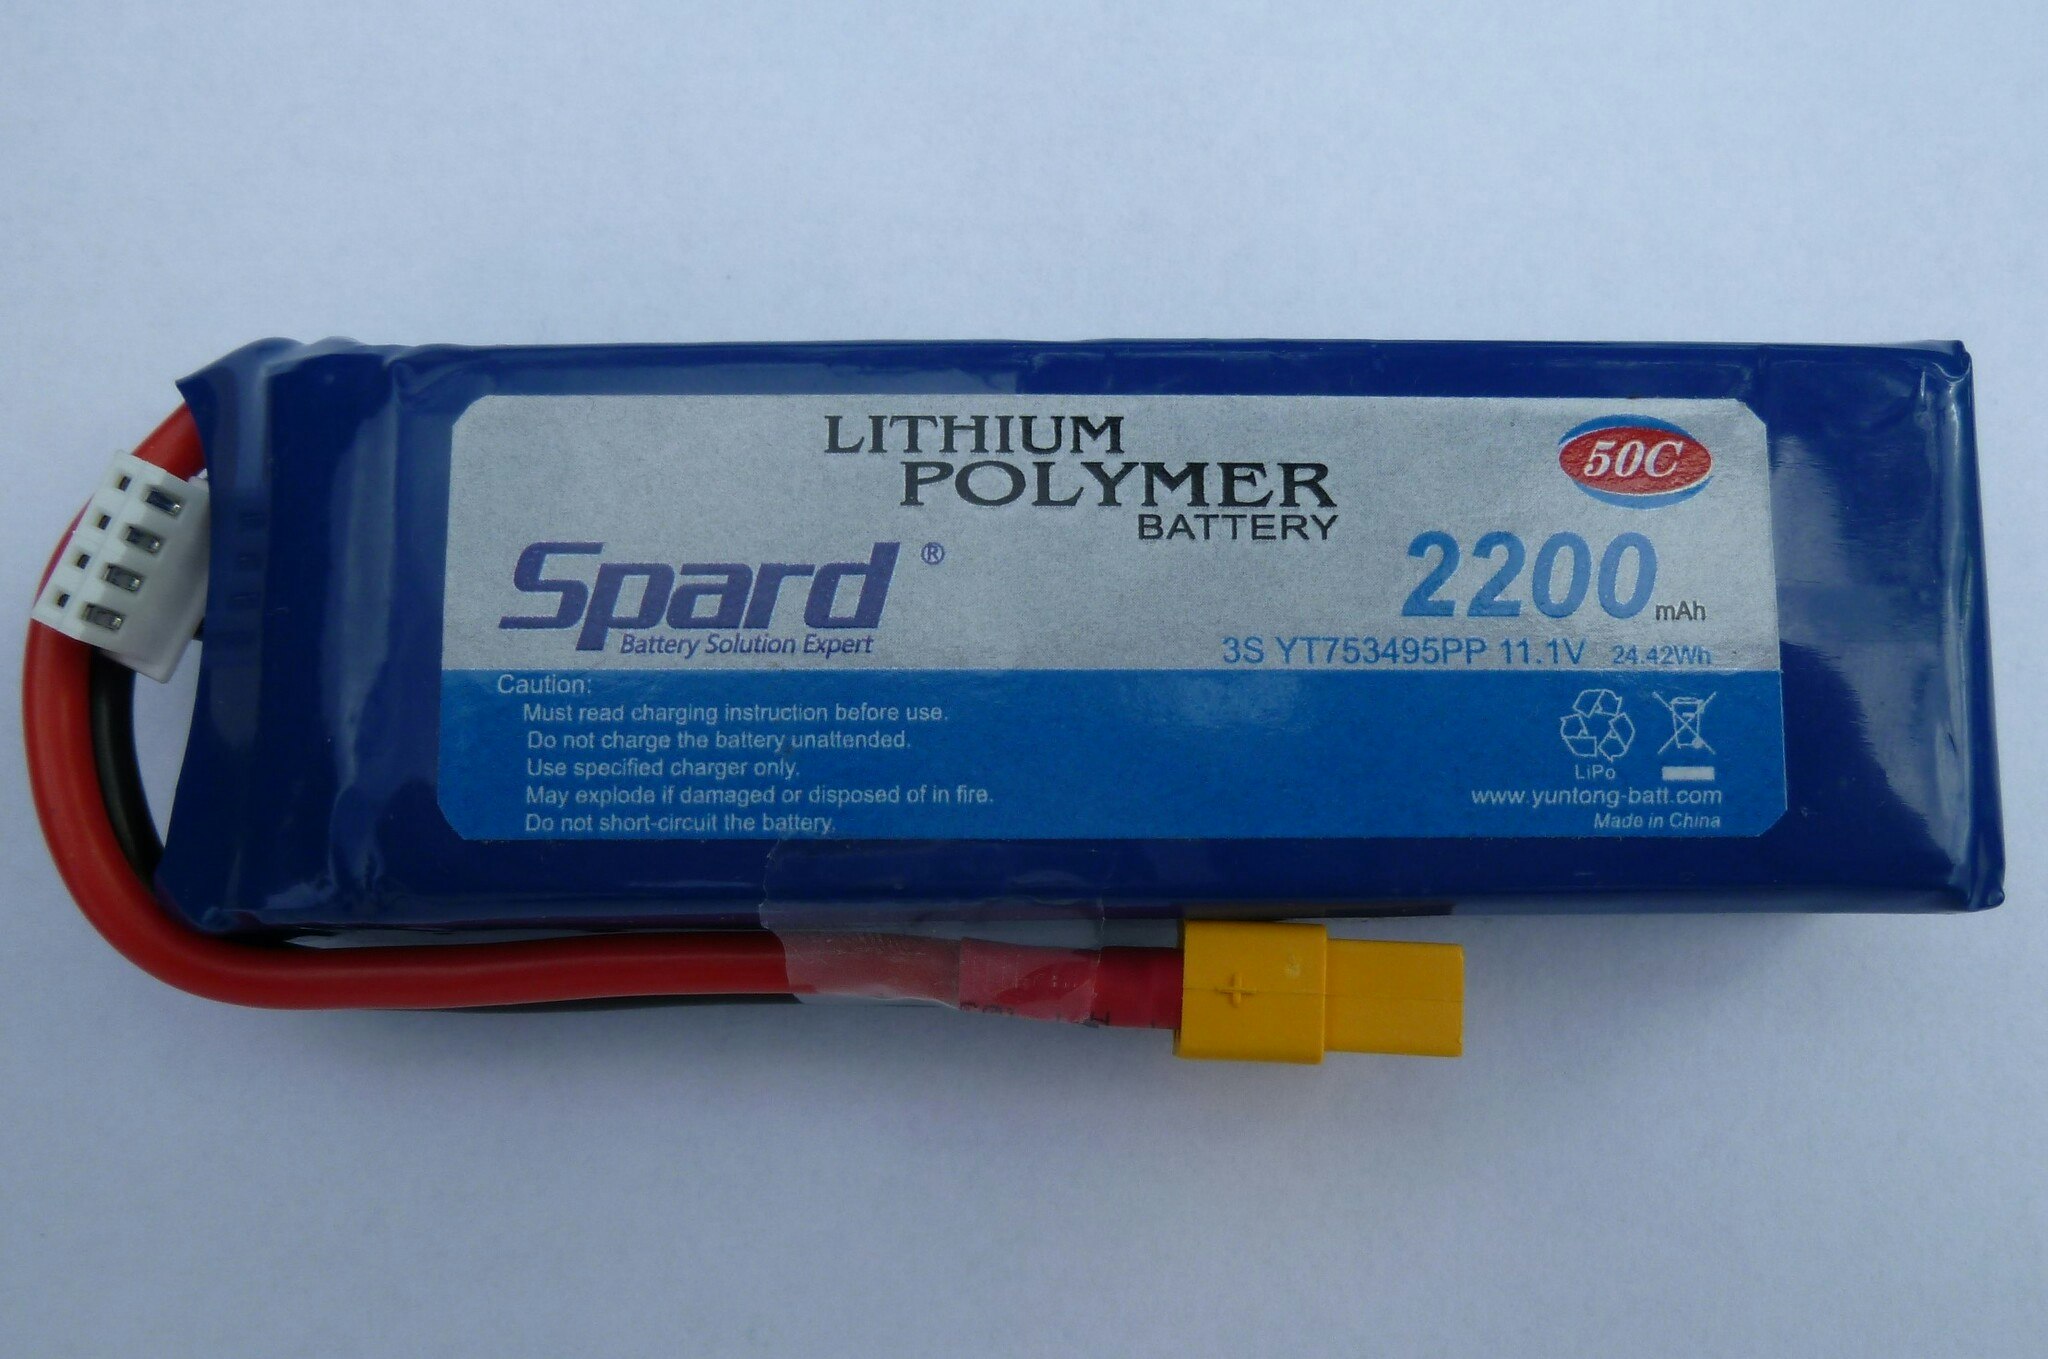 LITHIUM
POLYMER
BATTERY
50C
Spard ®
Battery Solution Expert
2200 mAh
3S YT753495PP 11.1V 24.42Wh
Caution:
Must read charging instruction before use.
Do not charge the battery unattended.
Use specified charger only.
May explode if damaged or disposed of in fire.
Do not short-circuit the battery.
LiPo
www.yuntong-batt.com
Made in China
+